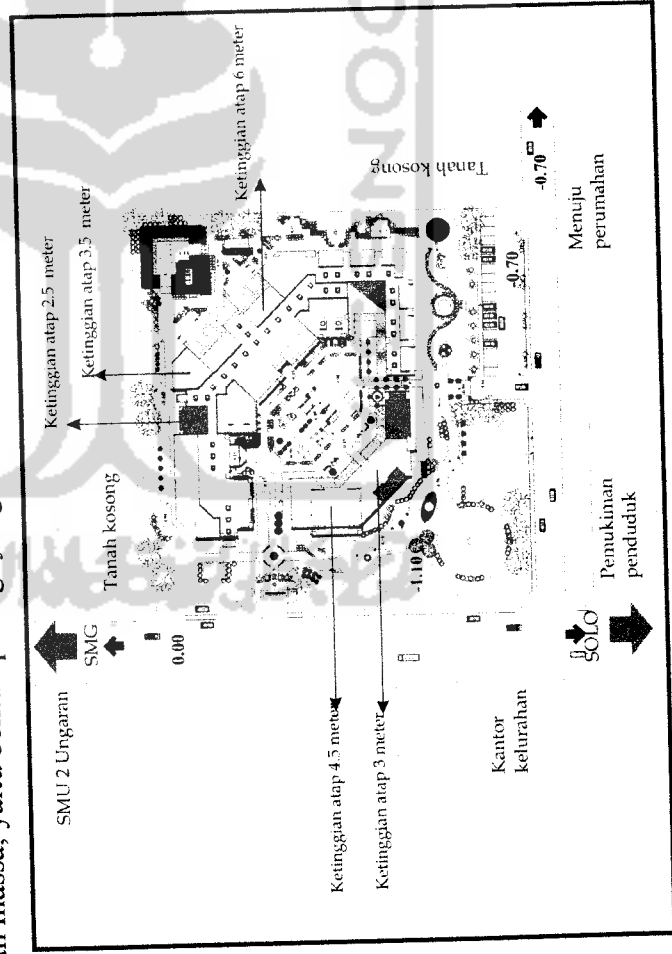 SMU 2 Ungaran
SMG
0.00
Tanah kosong
Ketinggian atap 2.5 meter
Ketinggian atap 3.5 meter
Ketinggian atap 6 meter
Tanah kosong
Ketinggian atap 4.5 meter
Ketinggian atap 3 meter
-1.10
-0.70
-0.70
Kantor
kelurahan
SOLO
Pemukiman
penduduk
Menuju
perumahan